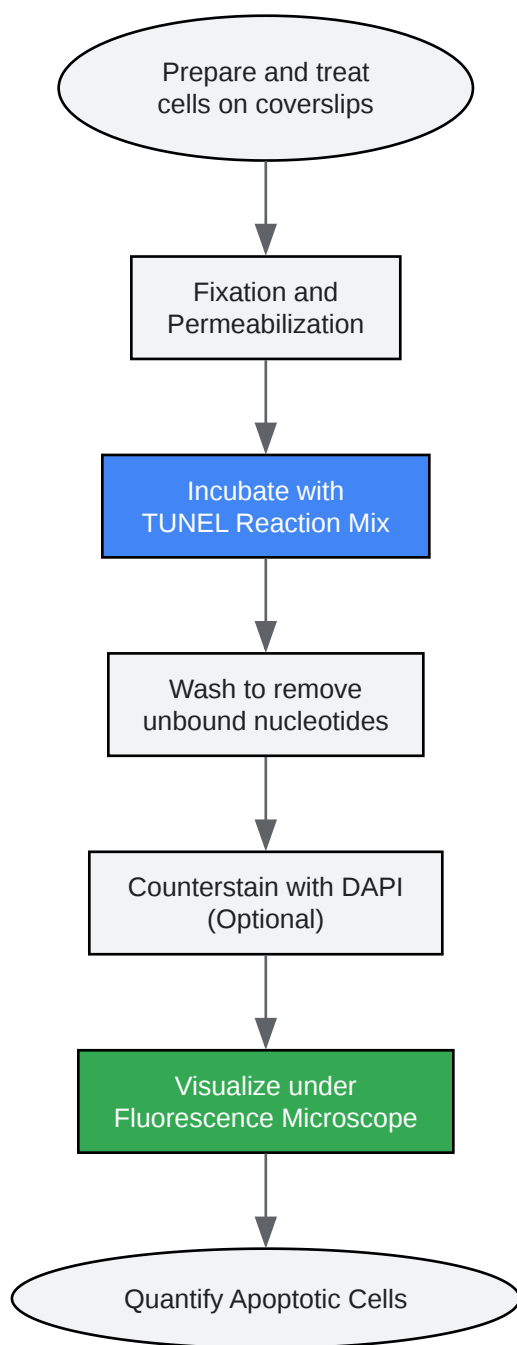 Prepare and treat
cells on coverslips
Fixation and
Permeabilization
Incubate with
TUNEL Reaction Mix
Wash to remove
unbound nucleotides
Counterstain with DAPI
(Optional)
Visualize under
Fluorescence Microscope
Quantify Apoptotic Cells